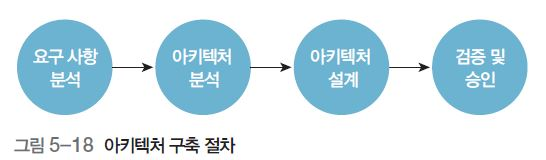 요구 사항
분석
아키텍처
분석
아키텍처
설계
검증 및
승인
그림 5-18 아키텍처 구축 절차